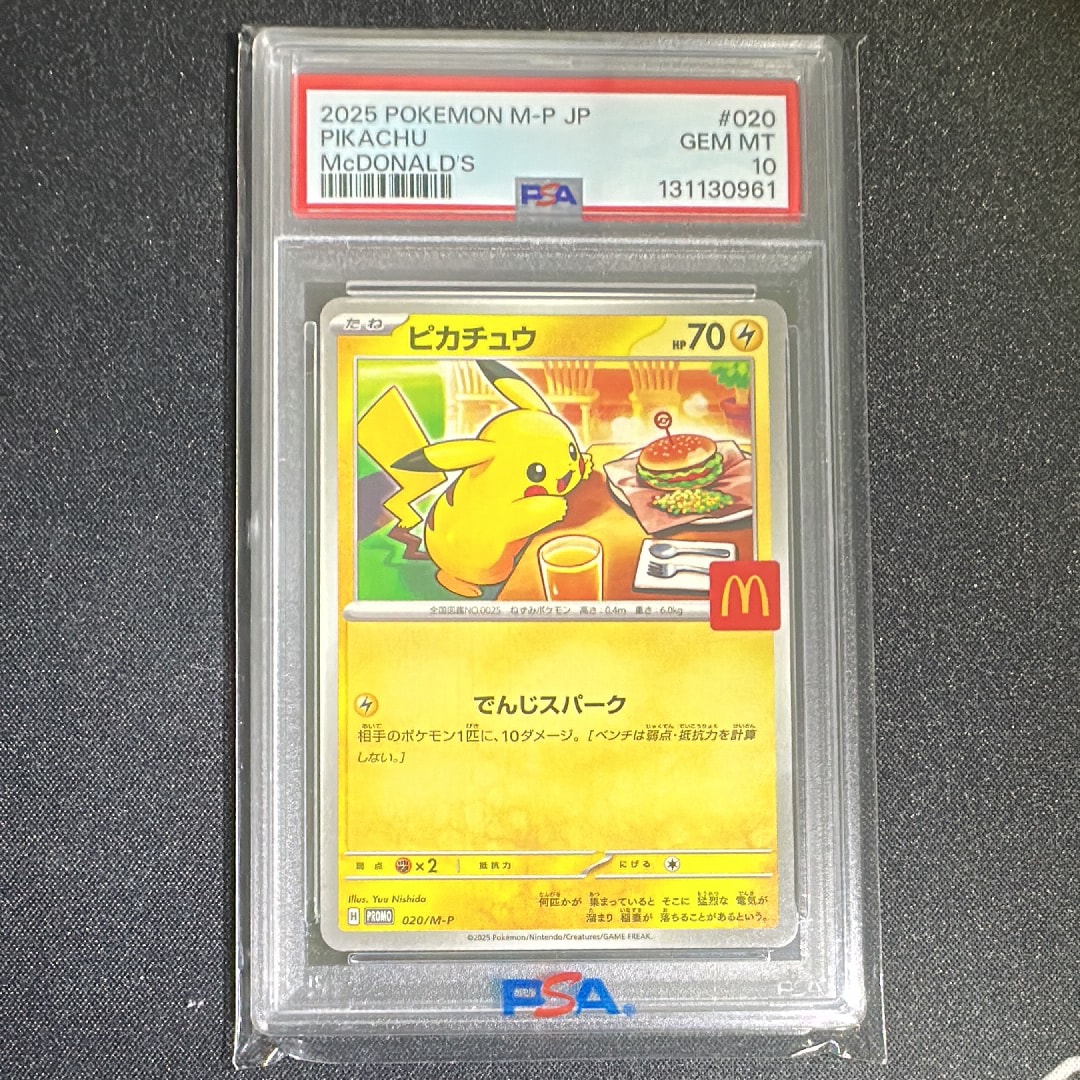 2025 POKEMON M-P JP #020
PIKACHU GEM MT
McDONALD'S 10
PSA 131130961
たね ピカチュウ HP70
全国図鑑NO.0025 ねずみポケモン 高さ:0.4m 重さ:6.0kg
でんじスパーク
相手のポケモン1匹に、10ダメージ。[ベンチは弱点・抵抗力を計算
しない。]
弱点 ×2 抵抗力 にげる
Illus. Yuu Nishida
何匹かが 集まっていると そこに 猛烈な 電気が
H PROMO 020/M-P
溜まり 稲妻が 落ちることがあるという。
©2025 Pokémon/Nintendo/Creatures/GAME FREAK.
PSA